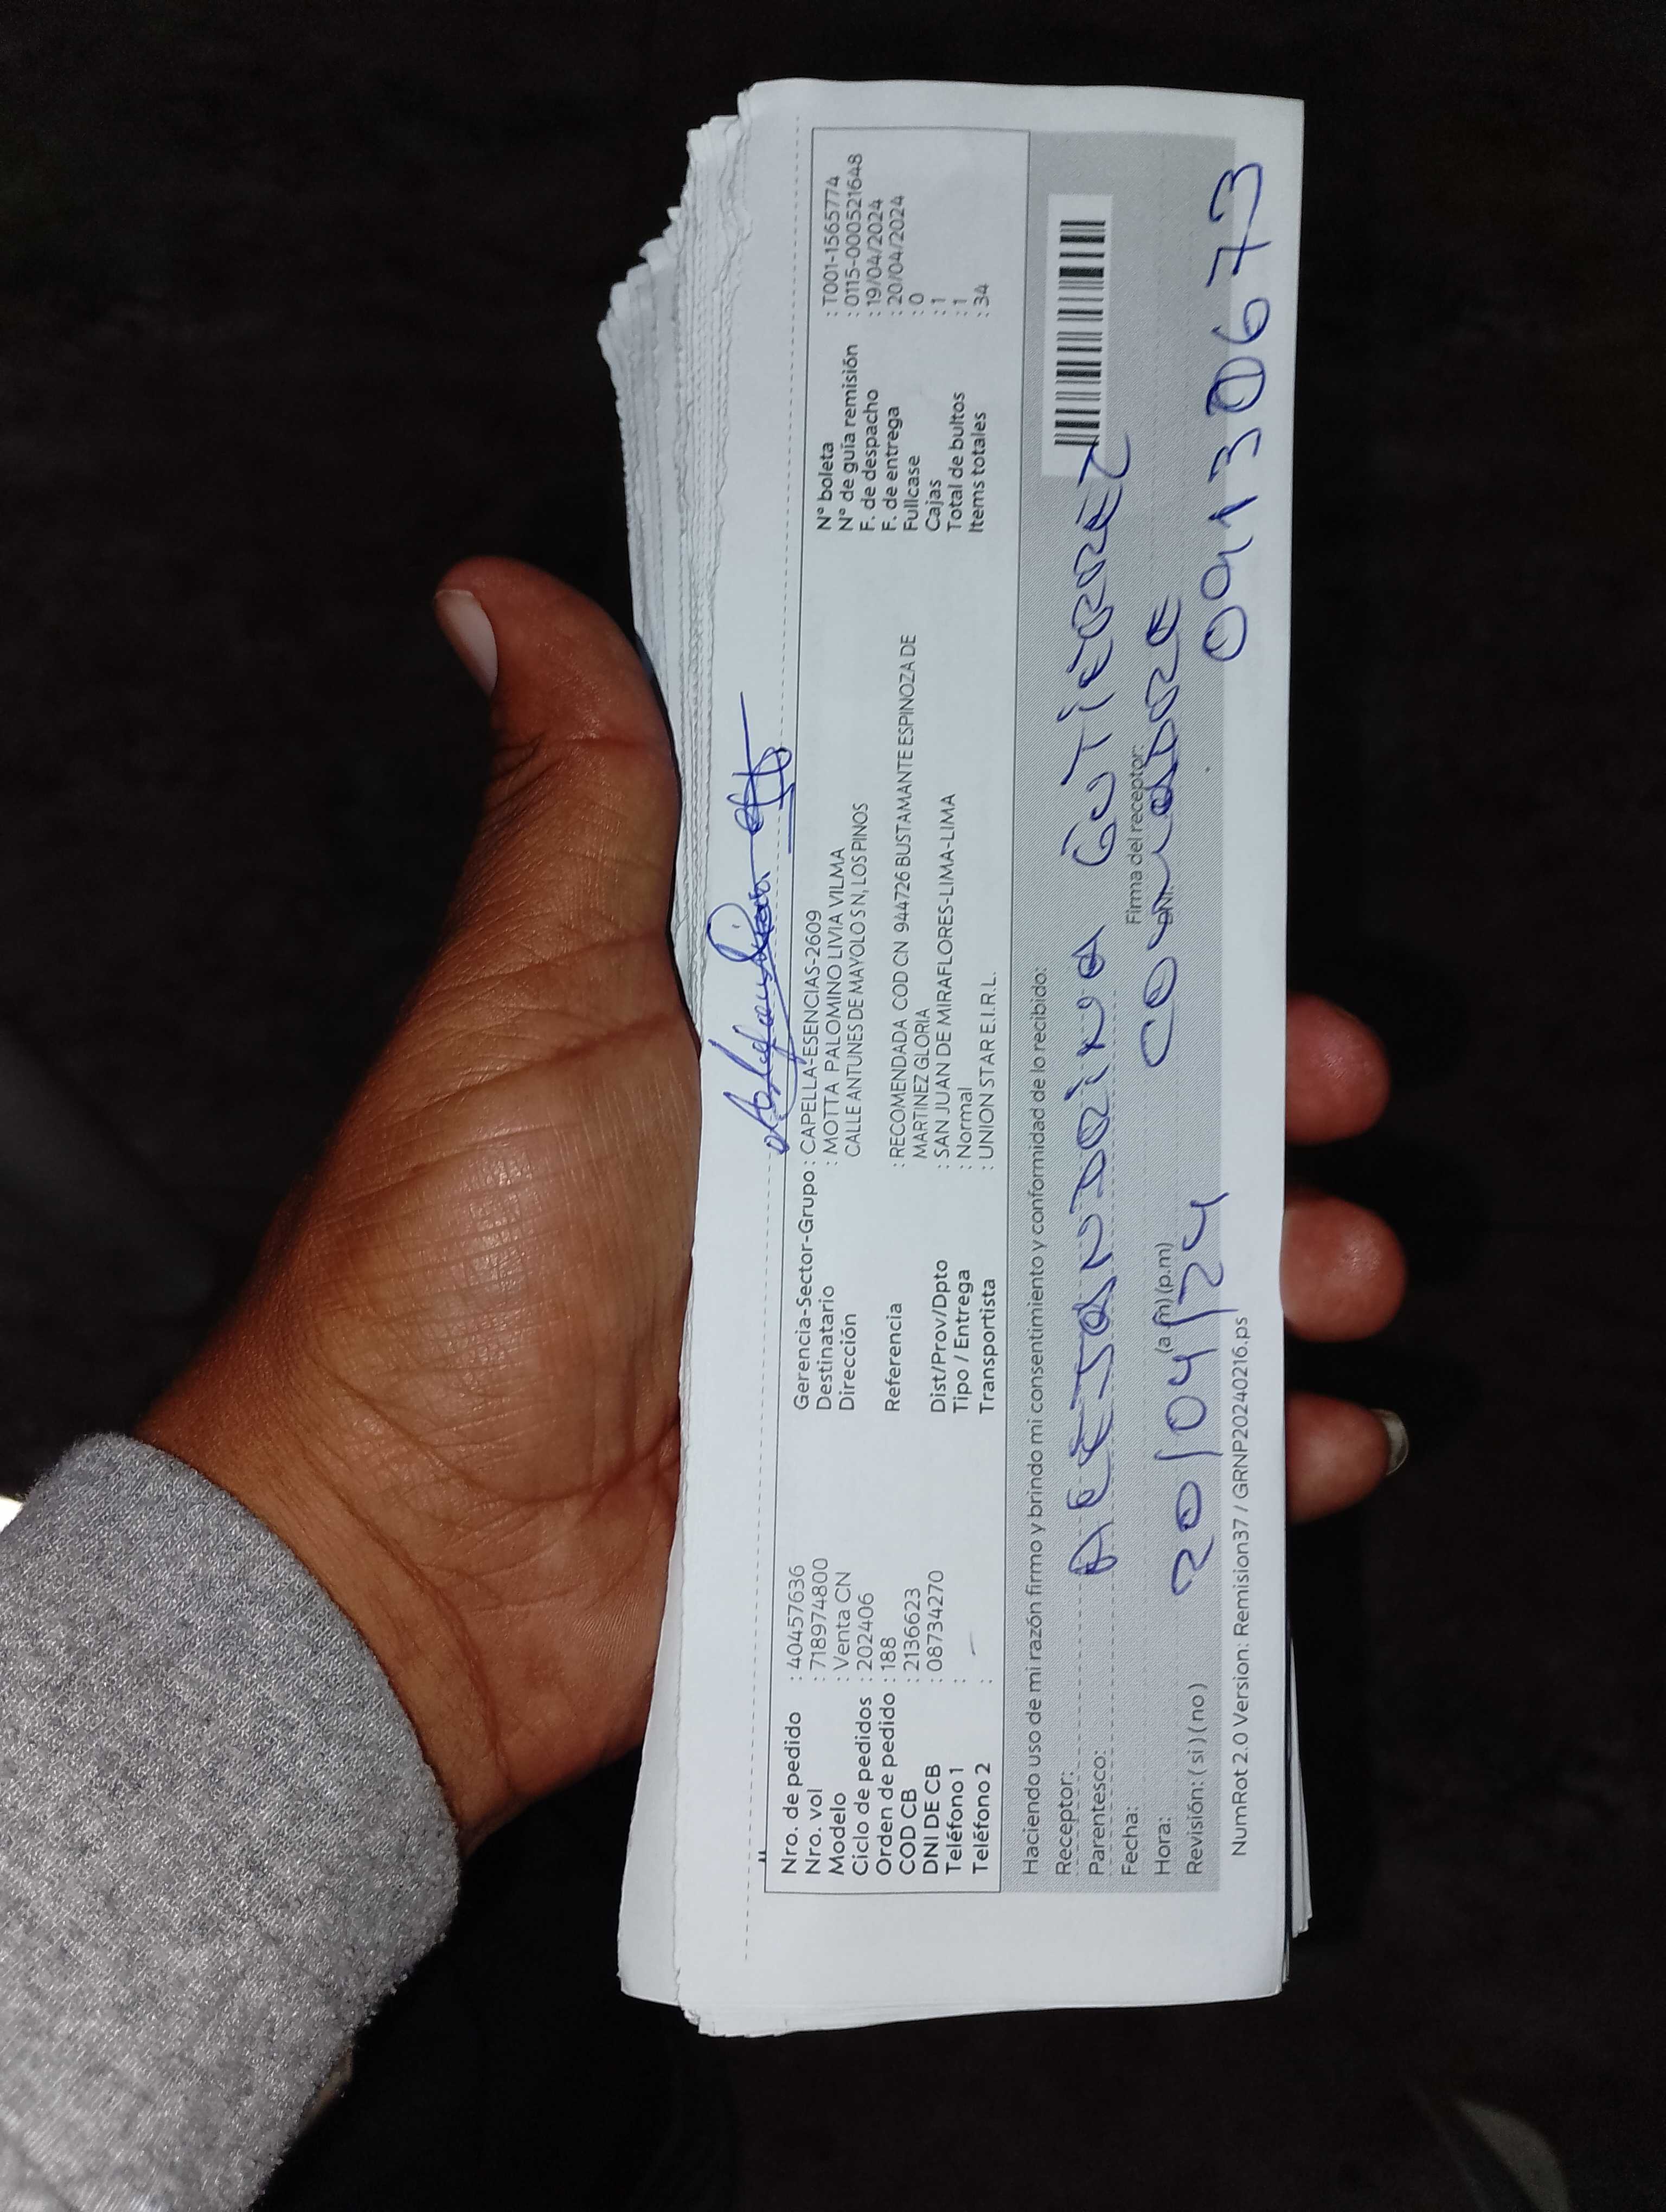 Nro. de pedido : 40457636
Nro. vol : 718974800
Modelo : Venta CN
Ciclo de pedidos : 202406
Orden de pedido : 188
COD CB : 2136623
DNI DE CB : 08734270
Teléfono 1 :
Teléfono 2 :
Gerencia-Sector-Grupo : CAPELLA-ESENCIAS-2609
Destinatario : MOTTA PALOMINO LIVIA VILMA
Dirección CALLE ANTUNES DE MAYOLO S N, LOS PINOS
Referencia : RECOMENDADA COD CN 944726 BUSTAMANTE ESPINOZA DE
MARTINEZ GLORIA
Dist/Prov/Dpto : SAN JUAN DE MIRAFLORES-LIMA-LIMA
Tipo / Entrega : Normal
Transportista : UNION STAR E.I.R.L.
N° boleta : T001-1565774
N° de guía remisión : 0115-000521648
F. de despacho : 19/04/2024
F. de entrega : 20/04/2024
Fullcase : 0
Cajas : 1
Total de bultos : 1
Items totales : 34
Haciendo uso de mi razón firmo y brindo mi consentimiento y conformidad de lo recibido:
Receptor: ALEJANDRINA GUTIERREZ
Parentesco:
Fecha: 20/04/24
Firma del receptor:
Hora: (a m) (p.m)
DNI:
Revisión: ( si ) ( no )
09130673
NumRot 2.0 Version: Remision37 / GRNP20240216.ps